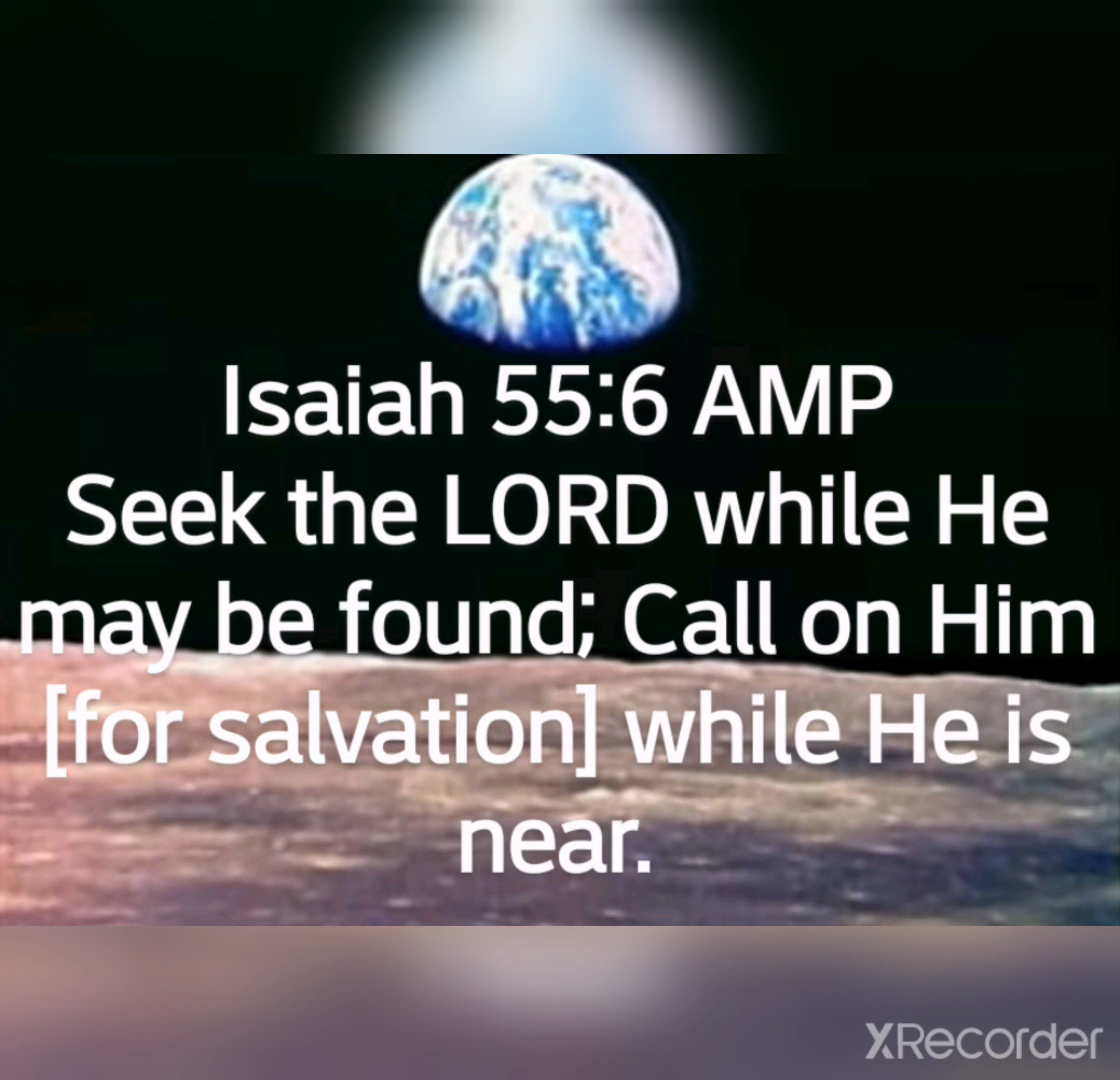 Isaiah 55:6 AMP
Seek the LORD while He
may be found; Call on Him
[for salvation] while He is
near.
XRecorder